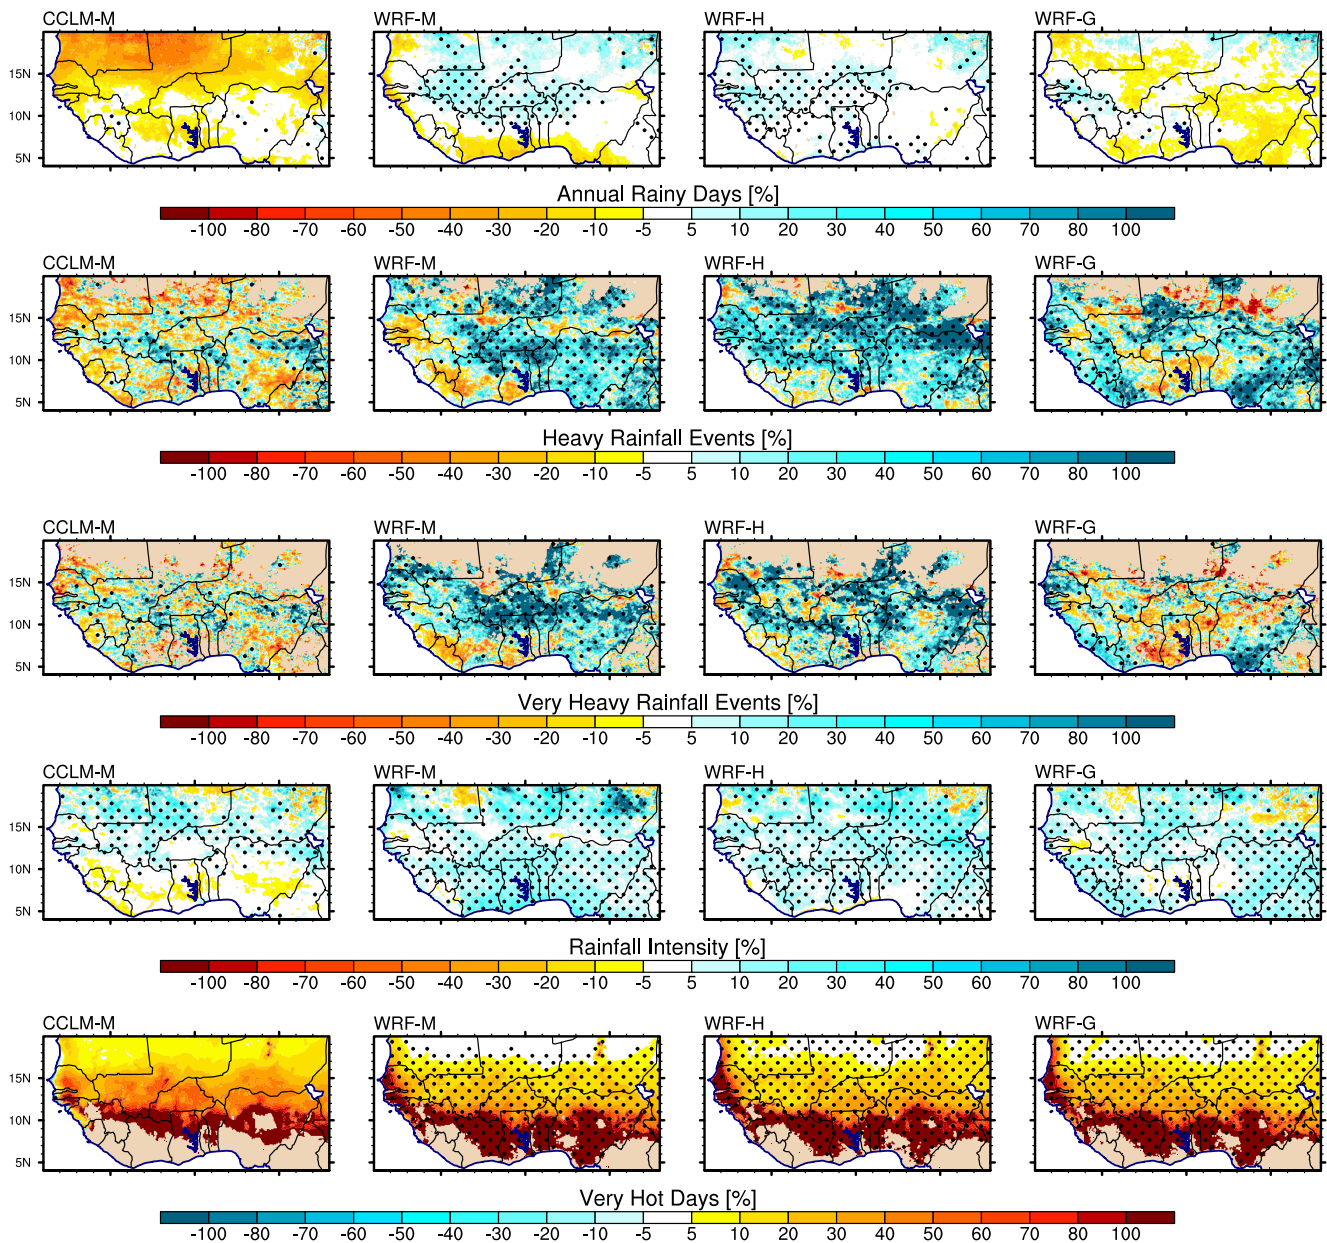 CCLM-M WRF-M WRF-H WRF-G
15N
10N
5N
Annual Rainy Days [%]
-100 -80 -70 -60 -50 -40 -30 -20 -10 -5 5 10 20 30 40 50 60 70 80 100
CCLM-M WRF-M WRF-H WRF-G
15N
10N
5N
Heavy Rainfall Events [%]
-100 -80 -70 -60 -50 -40 -30 -20 -10 -5 5 10 20 30 40 50 60 70 80 100
CCLM-M WRF-M WRF-H WRF-G
15N
10N
5N
Very Heavy Rainfall Events [%]
-100 -80 -70 -60 -50 -40 -30 -20 -10 -5 5 10 20 30 40 50 60 70 80 100
CCLM-M WRF-M WRF-H WRF-G
15N
10N
5N
Rainfall Intensity [%]
-100 -80 -70 -60 -50 -40 -30 -20 -10 -5 5 10 20 30 40 50 60 70 80 100
CCLM-M WRF-M WRF-H WRF-G
15N
10N
5N
Very Hot Days [%]
-100 -80 -70 -60 -50 -40 -30 -20 -10 -5 5 10 20 30 40 50 60 70 80 100